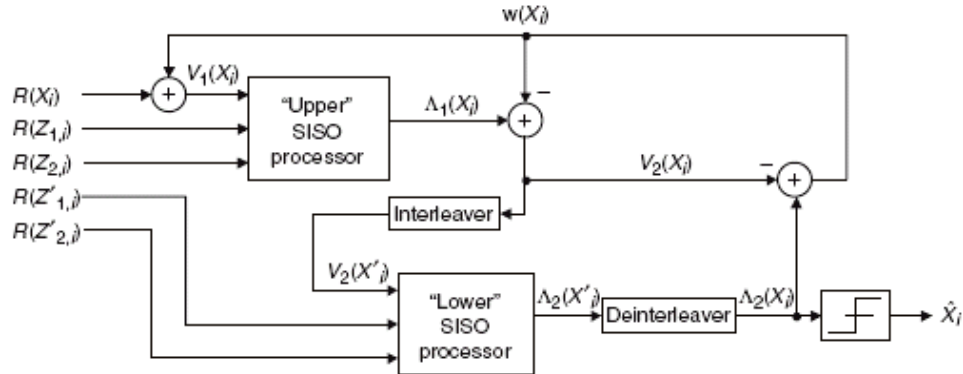 w(Xᵢ)
V₁(Xᵢ)
R(Xᵢ)
+
"Upper"
SISO
processor
Λ₁(Xᵢ)
−
+
R(Z₁,ᵢ)
R(Z₂,ᵢ)
V₂(Xᵢ)
−
+
R(Z'₁,ᵢ)
R(Z'₂,ᵢ)
Interleaver
V₂(X'ᵢ)
"Lower"
SISO
processor
Λ₂(X'ᵢ)
Deinterleaver
Λ₂(Xᵢ)
X̂ᵢ